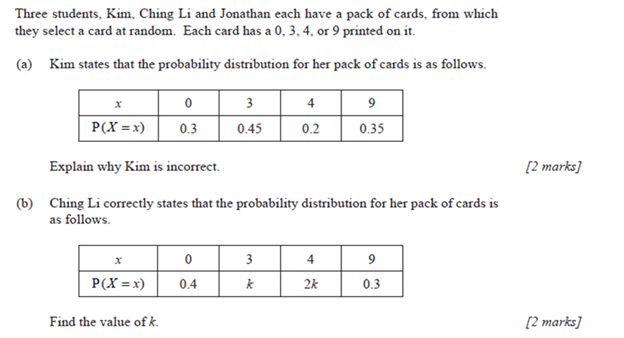 Three students, Kim, Ching Li and Jonathan each have a pack of cards, from which
they select a card at random. Each card has a 0, 3, 4, or 9 printed on it.
(a) Kim states that the probability distribution for her pack of cards is as follows.
x 0 3 4 9
P(X = x) 0.3 0.45 0.2 0.35
Explain why Kim is incorrect. [2 marks]
(b) Ching Li correctly states that the probability distribution for her pack of cards is
as follows.
x 0 3 4 9
P(X = x) 0.4 k 2k 0.3
Find the value of k. [2 marks]